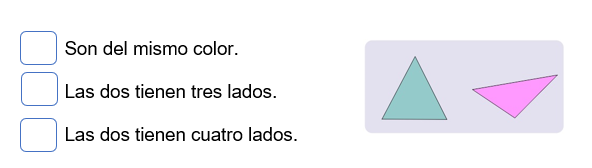 Son del mismo color.
Las dos tienen tres lados.
Las dos tienen cuatro lados.